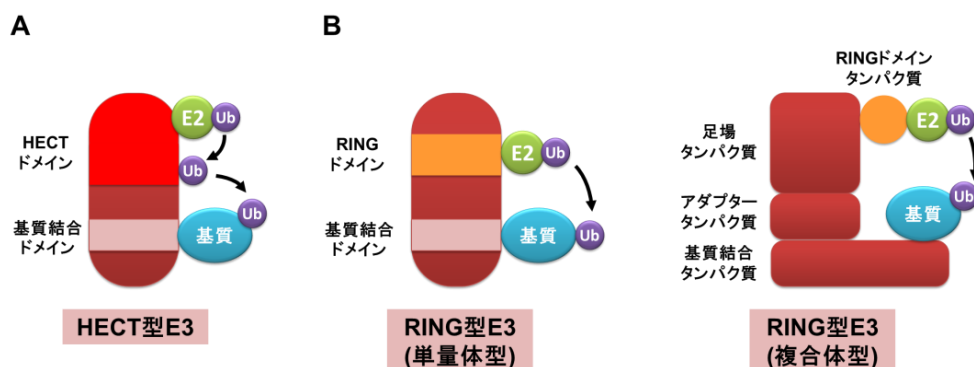 A
HECT
ドメイン
基質結合
ドメイン
E2
Ub
Ub
Ub
基質
HECT型E3
B
RING
ドメイン
基質結合
ドメイン
E2
Ub
基質
Ub
RING型E3
(単量体型)
RINGドメイン
タンパク質
足場
タンパク質
アダプター
タンパク質
基質結合
タンパク質
E2
Ub
Ub
基質
RING型E3
(複合体型)